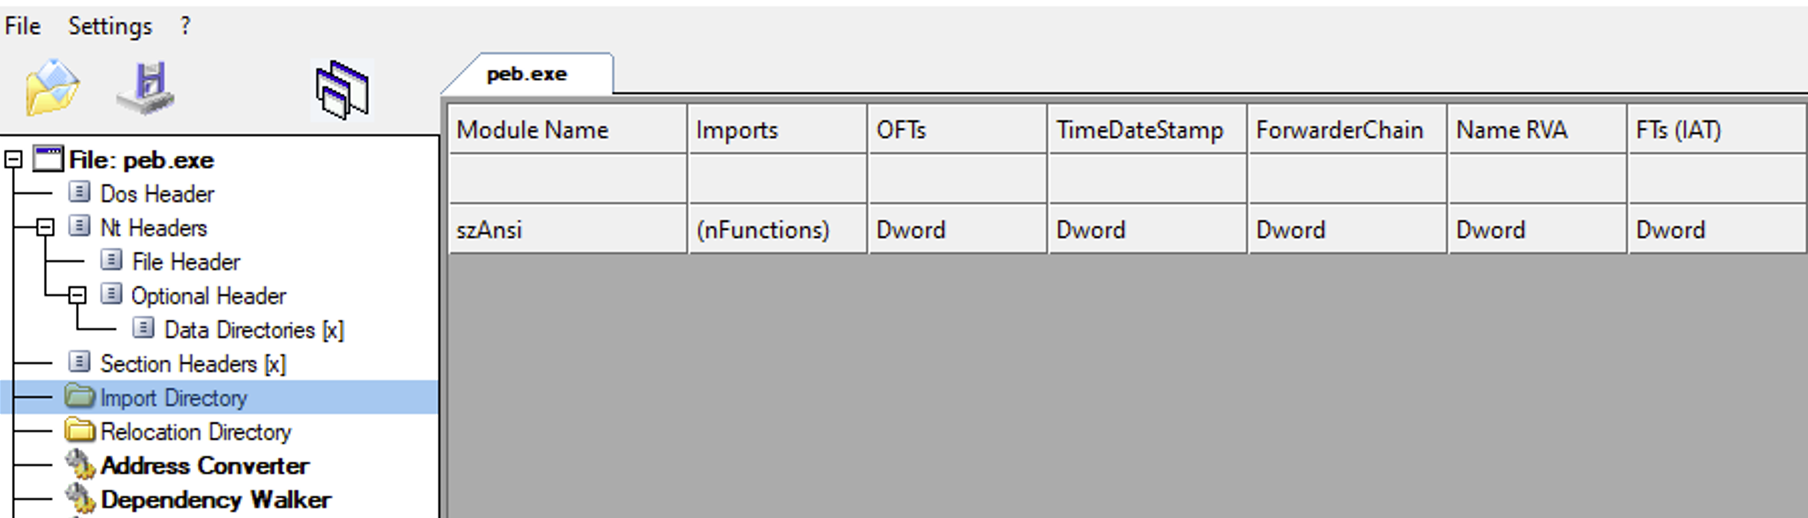 File Settings ?
peb.exe
Module Name Imports OFTs TimeDateStamp ForwarderChain Name RVA FTs (IAT)
szAnsi (nFunctions) Dword Dword Dword Dword Dword
File: peb.exe
Dos Header
Nt Headers
File Header
Optional Header
Data Directories [x]
Section Headers [x]
Import Directory
Relocation Directory
Address Converter
Dependency Walker